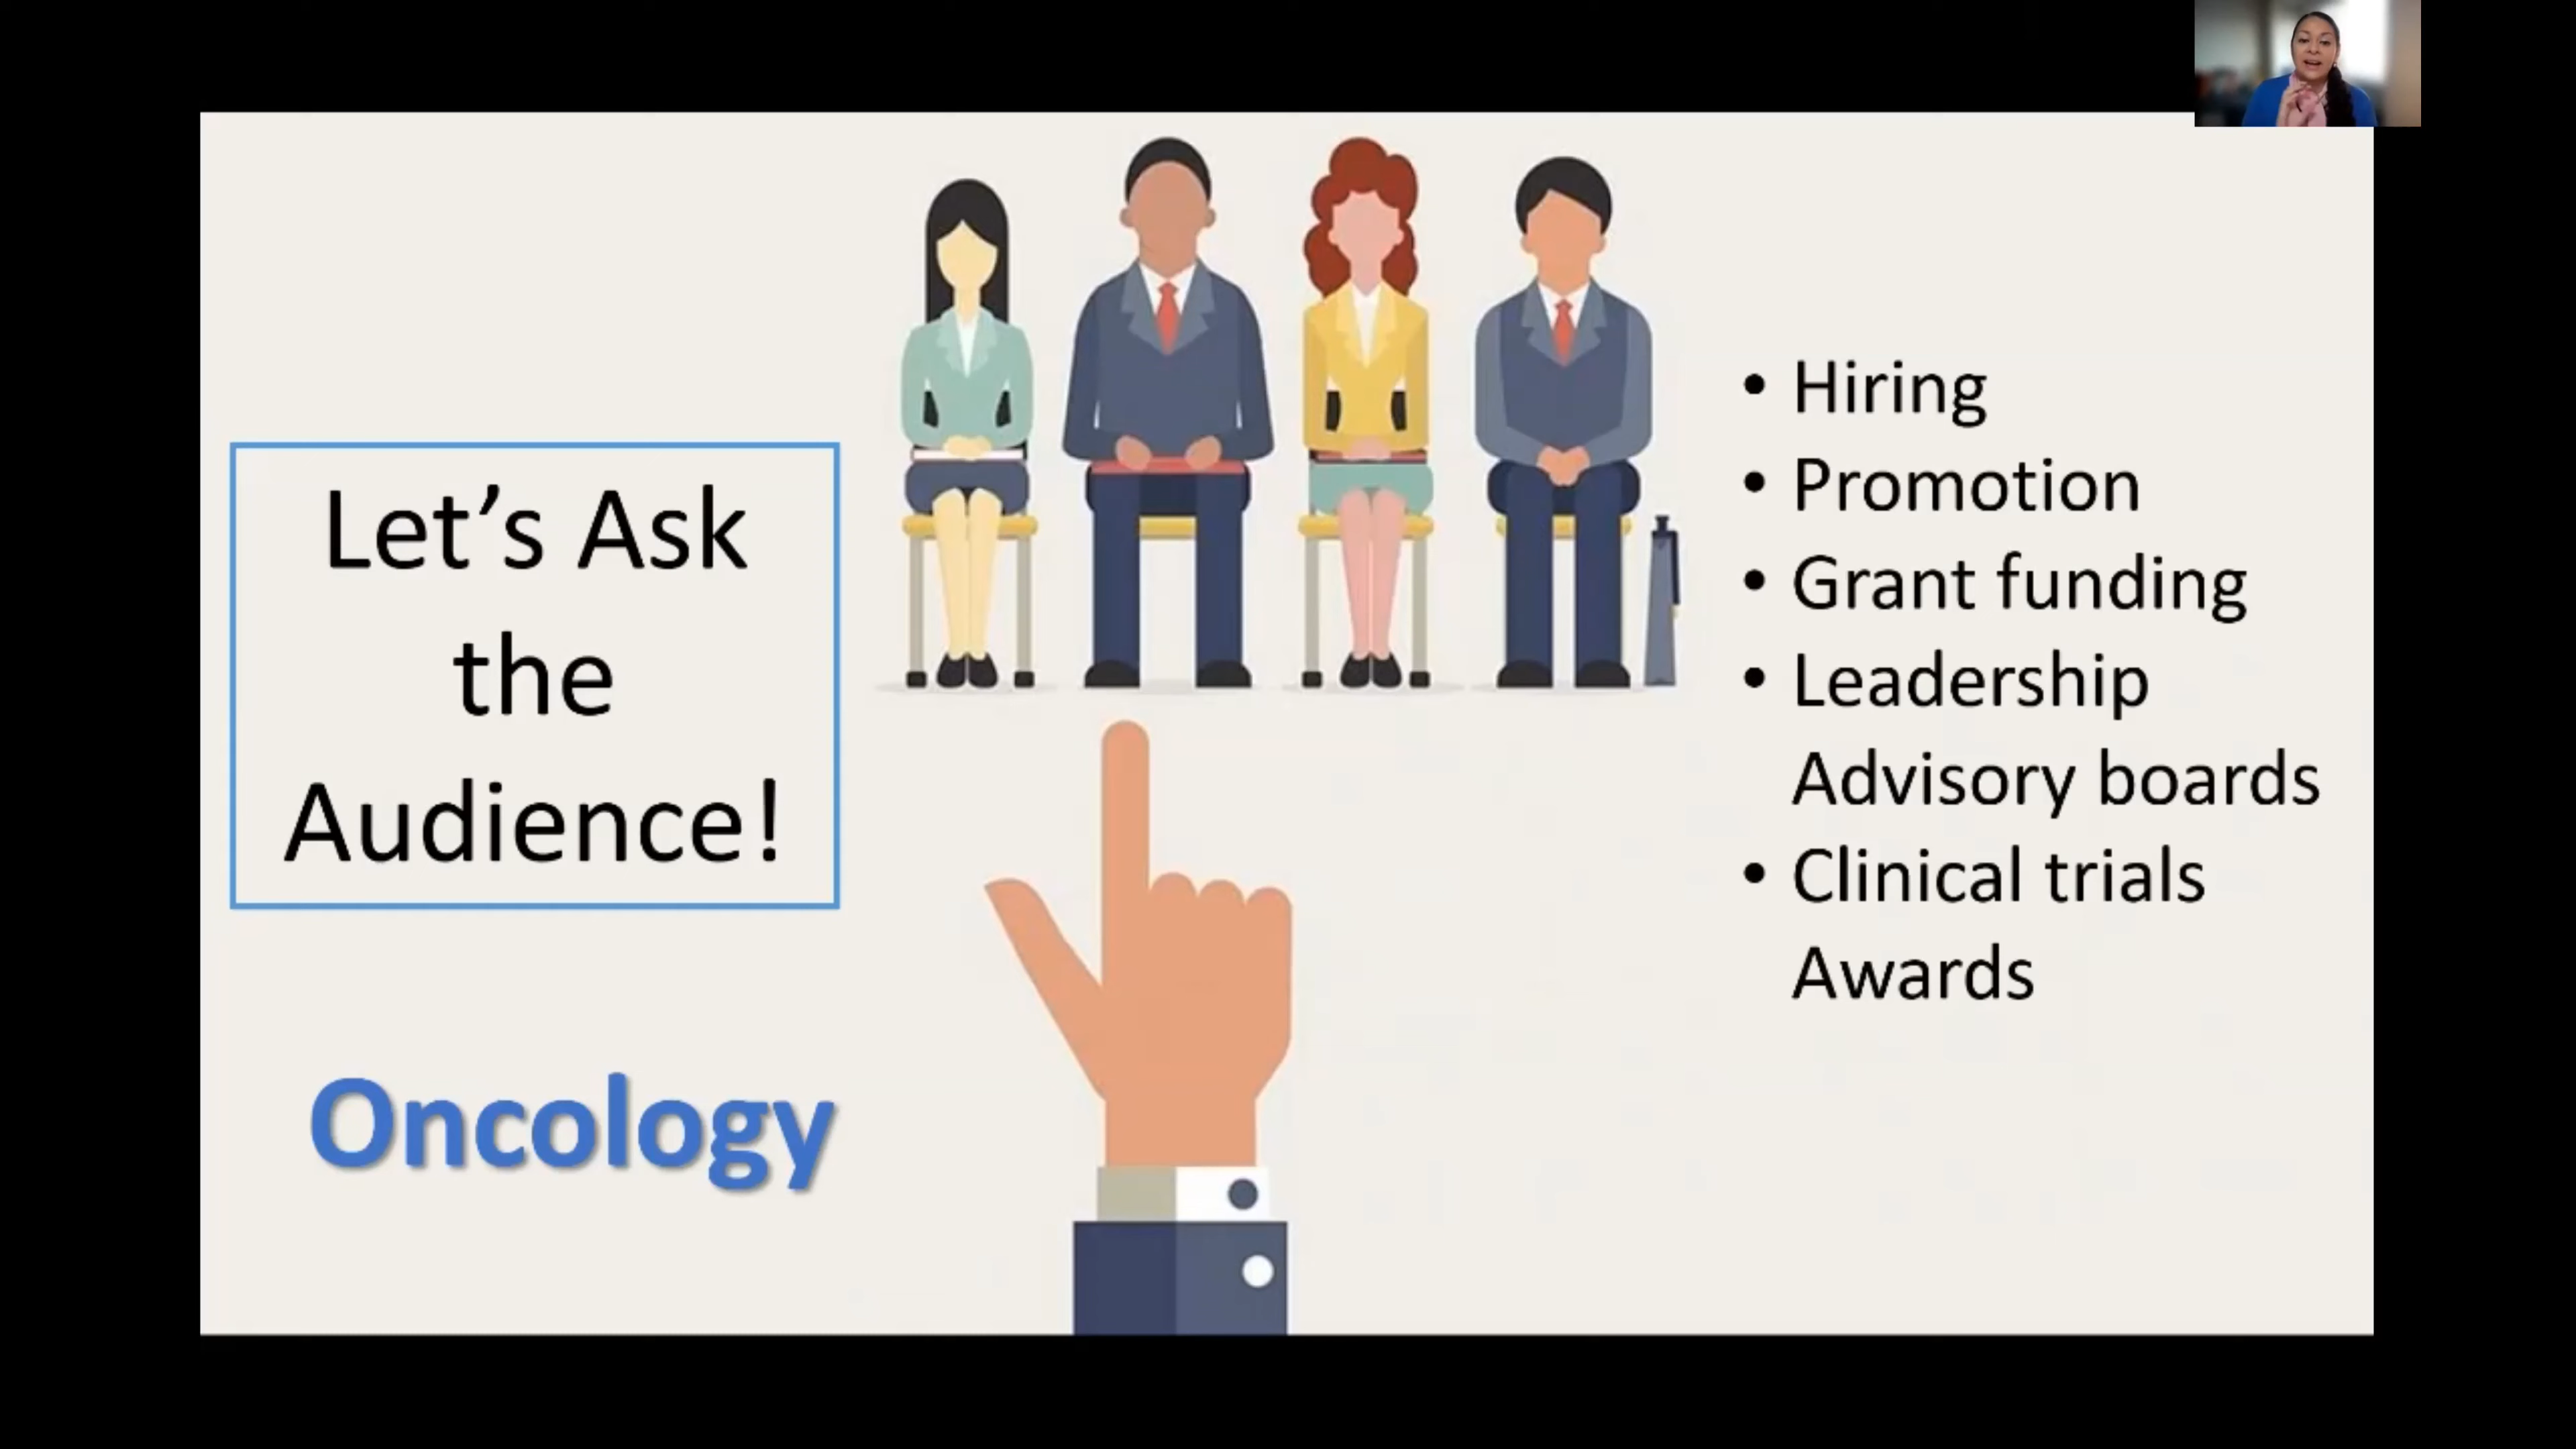 Let’s Ask
the
Audience!
Oncology
• Hiring
• Promotion
• Grant funding
• Leadership
Advisory boards
• Clinical trials
Awards